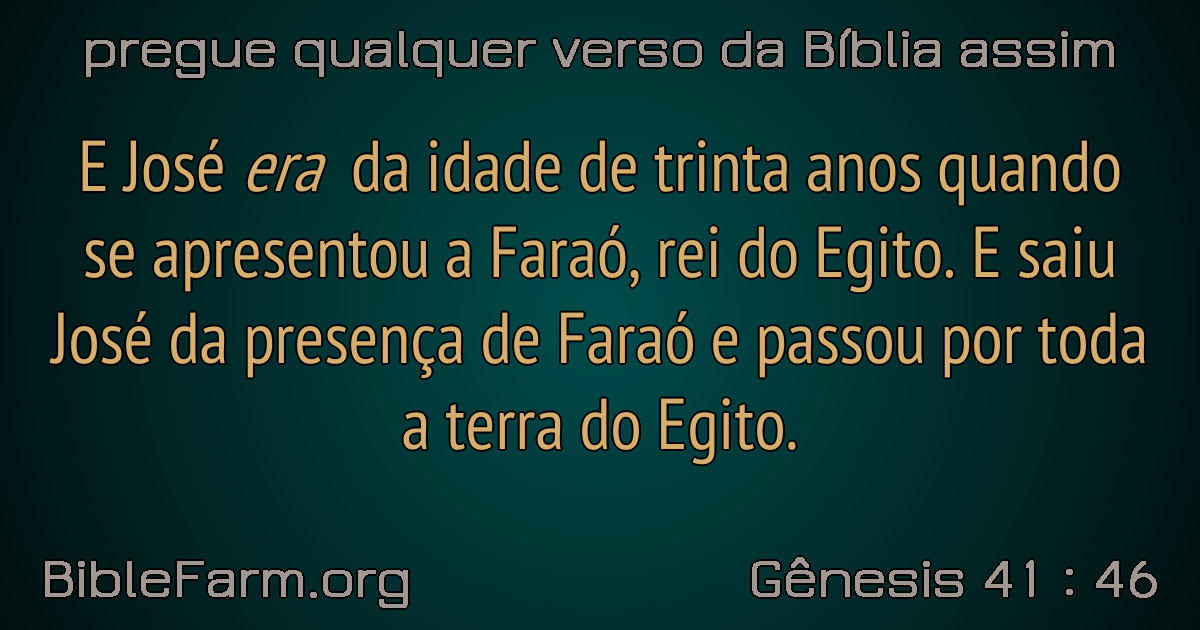 pregue qualquer verso da Bíblia assim
E José era da idade de trinta anos quando
se apresentou a Faraó, rei do Egito. E saiu
José da presença de Faraó e passou por toda
a terra do Egito.
BibleFarm.org
Gênesis 41 : 46